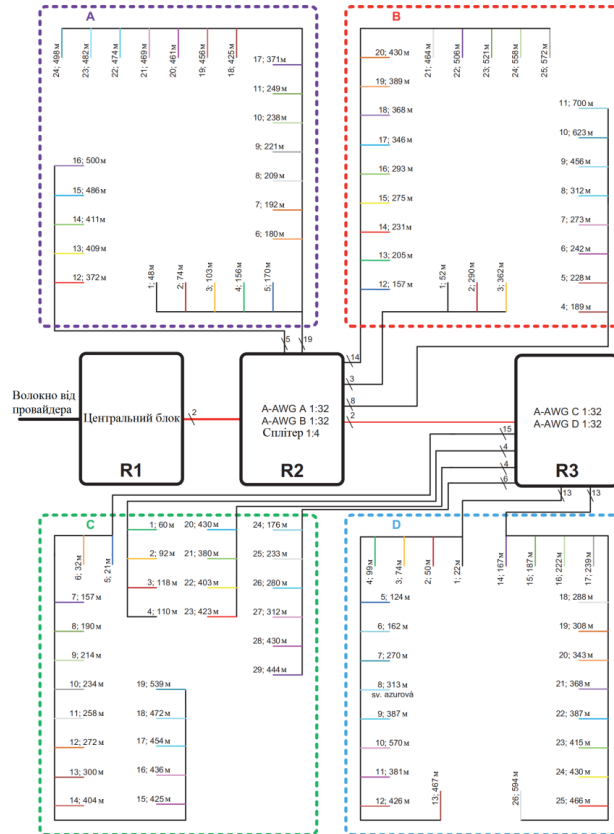 A
24; 498м
23; 482м
22; 474м
21; 469м
20; 461м
19; 456м
18; 425м
17; 371м
11; 249м
10; 238м
9; 221м
8; 209м
7; 192м
6; 180м
16; 500м
15; 486м
14; 411м
13; 409м
12; 372м
1; 48м
2; 74м
3; 103м
4; 156м
5; 170м
B
20; 430м
19; 389м
18; 368м
17; 346м
16; 293м
15; 275м
14; 231м
13; 205м
12; 157м
21; 464м
22; 506м
23; 521м
24; 558м
25; 572м
11; 700м
10; 623м
9; 456м
8; 312м
7; 273м
6; 242м
5; 228м
4; 189м
1; 52м
2; 290м
3; 362м
5
19
14
3
8
2
Волокно від
провайдера
Центральний блок
R1
2
A-AWG A 1:32
A-AWG B 1:32
Сплітер 1:4
R2
A-AWG C 1:32
A-AWG D 1:32
R3
15
4
4
6
13
13
C
6; 32м
5; 21м
7; 157м
8; 190м
9; 214м
10; 234м
11; 258м
12; 272м
13; 300м
14; 404м
1; 60м
2; 92м
3; 118м
4; 110м
20; 430м
21; 380м
22; 403м
23; 423м
24; 176м
25; 233м
26; 280м
27; 312м
28; 430м
29; 444м
19; 539м
18; 472м
17; 454м
16; 436м
15; 425м
D
4; 99м
3; 74м
2; 50м
1; 22м
14; 167м
15; 187м
16; 222м
17; 239м
5; 124м
6; 162м
7; 270м
8; 313м
sv. azurová
9; 387м
10; 570м
11; 381м
12; 426м
13; 467м
18; 288м
19; 308м
20; 343м
21; 368м
22; 387м
23; 415м
24; 430м
25; 466м
26; 594м